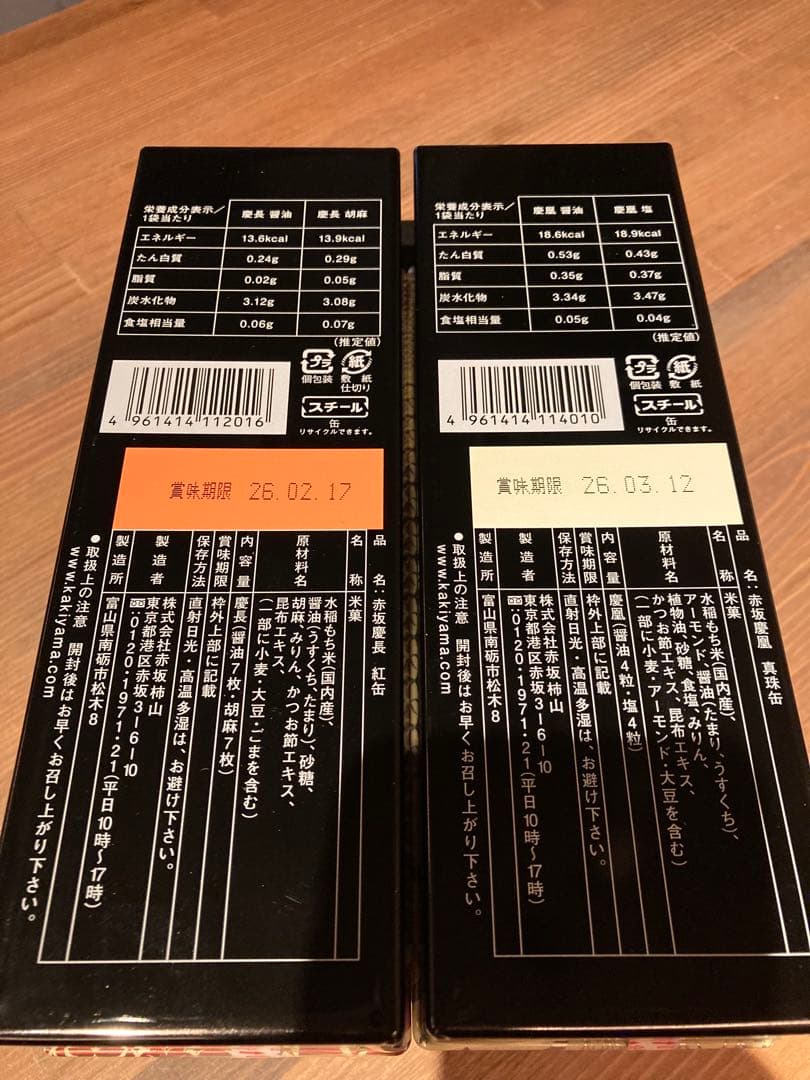 栄養成分表示/
1袋当たり
慶長 醤油
慶長 胡麻
エネルギー 13.6kcal 13.9kcal
たん白質 0.24g 0.29g
脂質 0.02g 0.05g
炭水化物 3.12g 3.08g
食塩相当量 0.06g 0.07g
(推定値)
プラ 紙
個包装 敷紙
仕切り
スチール
缶
リサイクルできます。
4 961414 112016
賞味期限 26.02.17
品名:赤坂慶長 紅缶
名称 米菓
原材料名 水稲もち米(国内産)、
醤油(うすくち、たまり)、砂糖、
胡麻、みりん、かつお節エキス、
昆布エキス、
(一部に小麦・大豆・ごまを含む)
内容量 慶長(醤油7枚・胡麻7枚)
賞味期限 枠外上部に記載
保存方法 直射日光・高温多湿は、お避け下さい。
製造者 株式会社赤坂柿山
東京都港区赤坂3-6-10
:0120・1971・21(平日10時〜17時)
製造所 富山県南砺市松木8
●取扱上の注意 開封後はお早くお召し上がり下さい。
www.kakiyama.com
栄養成分表示/
1袋当たり
慶凰 醤油
慶凰 塩
エネルギー 18.6kcal 18.9kcal
たん白質 0.53g 0.43g
脂質 0.35g 0.37g
炭水化物 3.34g 3.47g
食塩相当量 0.05g 0.04g
(推定値)
プラ 紙
個包装 敷紙
スチール
缶
リサイクルできます。
4 961414 114010
賞味期限 26.03.12
品名:赤坂慶凰 真珠缶
名称 米菓
原材料名 水稲もち米(国内産)、
アーモンド、醤油(たまり、うすくち)、
植物油、砂糖、食塩、みりん、
かつお節エキス、昆布エキス、
(一部に小麦・アーモンド・大豆を含む)
内容量 慶凰(醤油4粒・塩4粒)
賞味期限 枠外上部に記載
保存方法 直射日光・高温多湿は、お避け下さい。
製造者 株式会社赤坂柿山
東京都港区赤坂3-6-10
:0120・1971・21(平日10時〜17時)
製造所 富山県南砺市松木8
●取扱上の注意 開封後はお早くお召し上がり下さい。
www.kakiyama.com